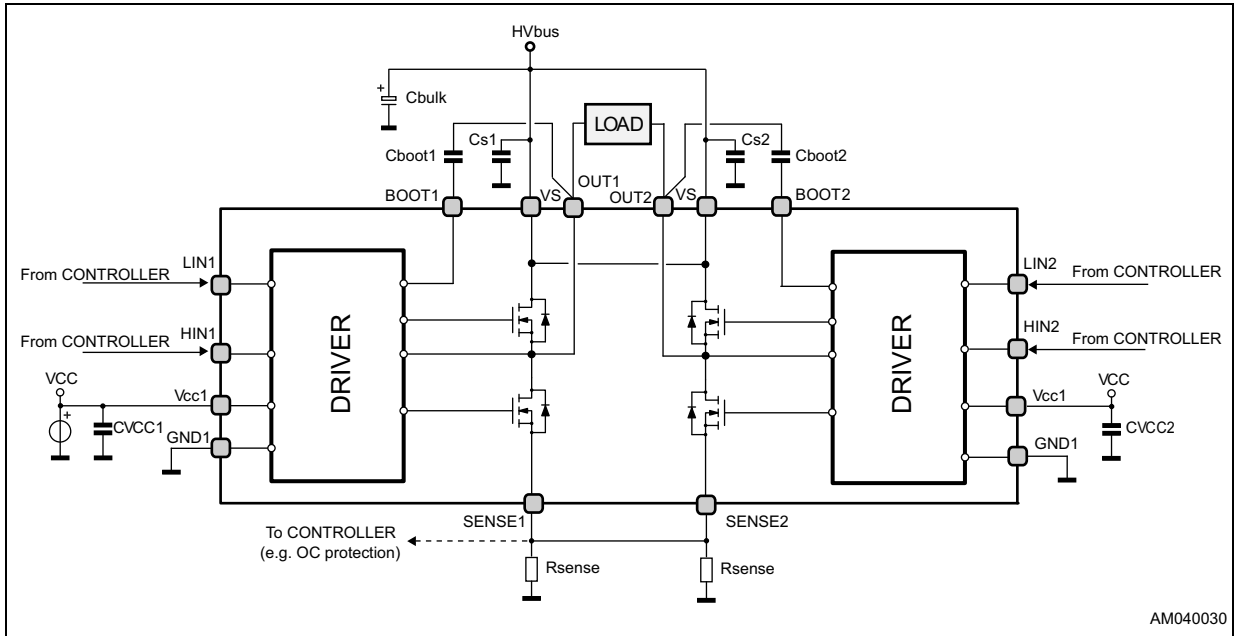 HVbus
+
Cbulk
LOAD
Cs1
Cs2
Cboot1
Cboot2
OUT1
BOOT1
VS
OUT2
VS
BOOT2
LIN1
LIN2
From CONTROLLER
From CONTROLLER
HIN1
HIN2
From CONTROLLER
From CONTROLLER
DRIVER
DRIVER
VCC
Vcc1
Vcc1
VCC
+
CVCC1
GND1
GND1
CVCC2
SENSE1
SENSE2
To CONTROLLER
(e.g. OC protection)
Rsense
Rsense
AM040030